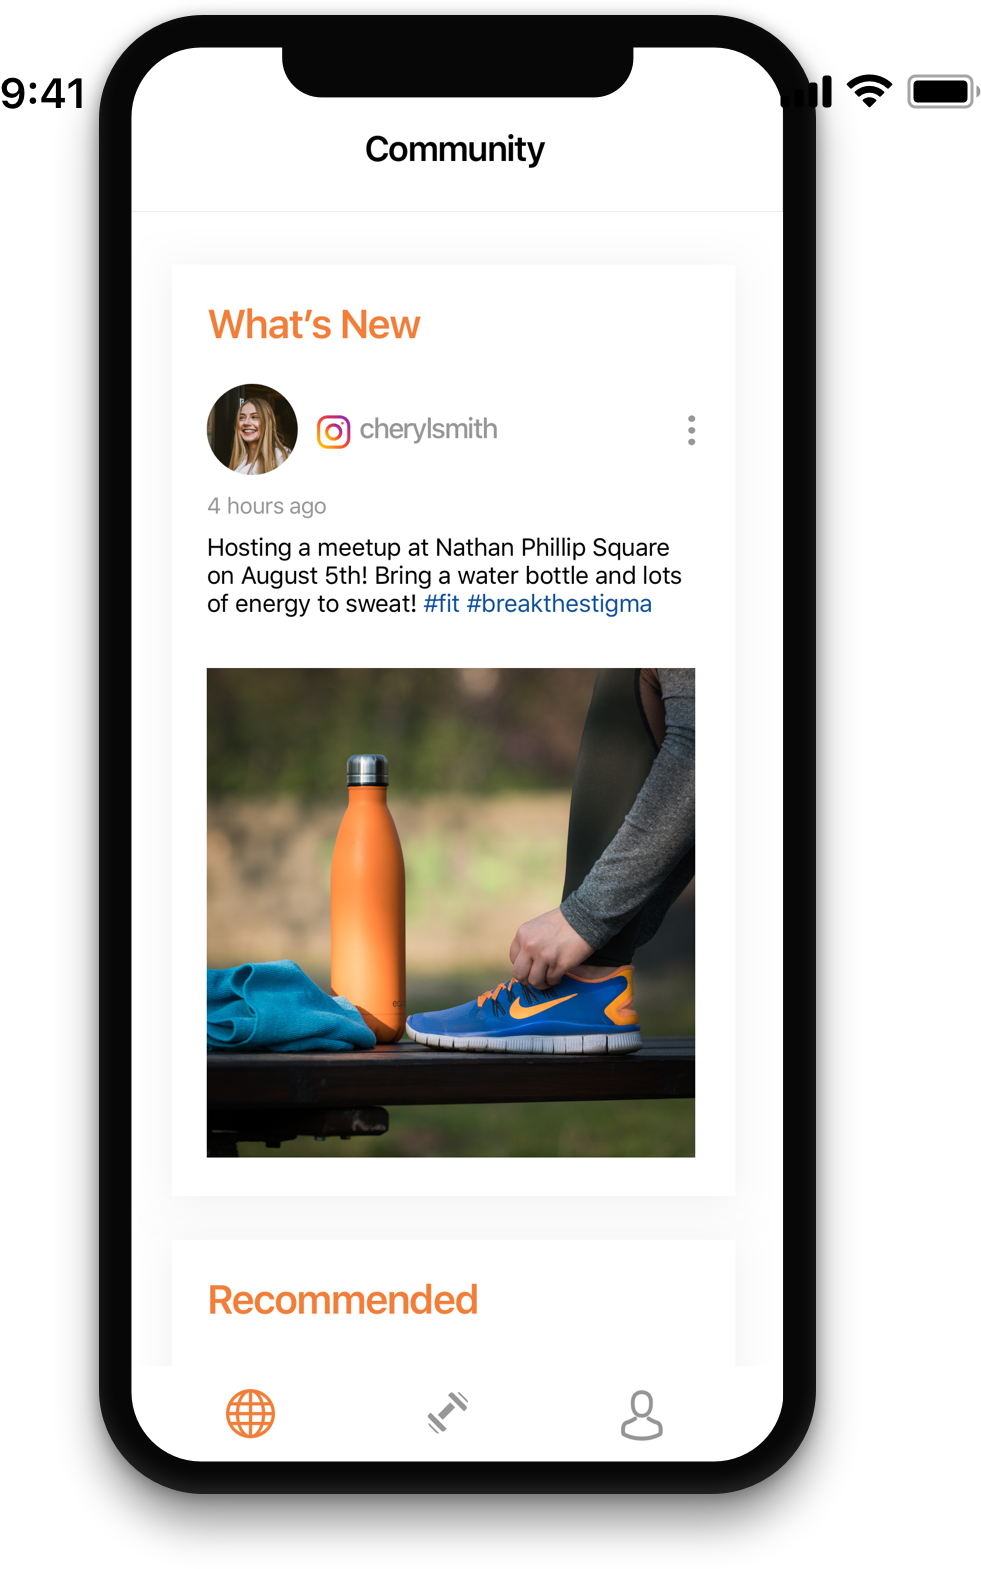 9:41
Community
What’s New
cherylsmith
4 hours ago
Hosting a meetup at Nathan Phillip Square
on August 5th! Bring a water bottle and lots
of energy to sweat! #fit #breakthestigma
Recommended